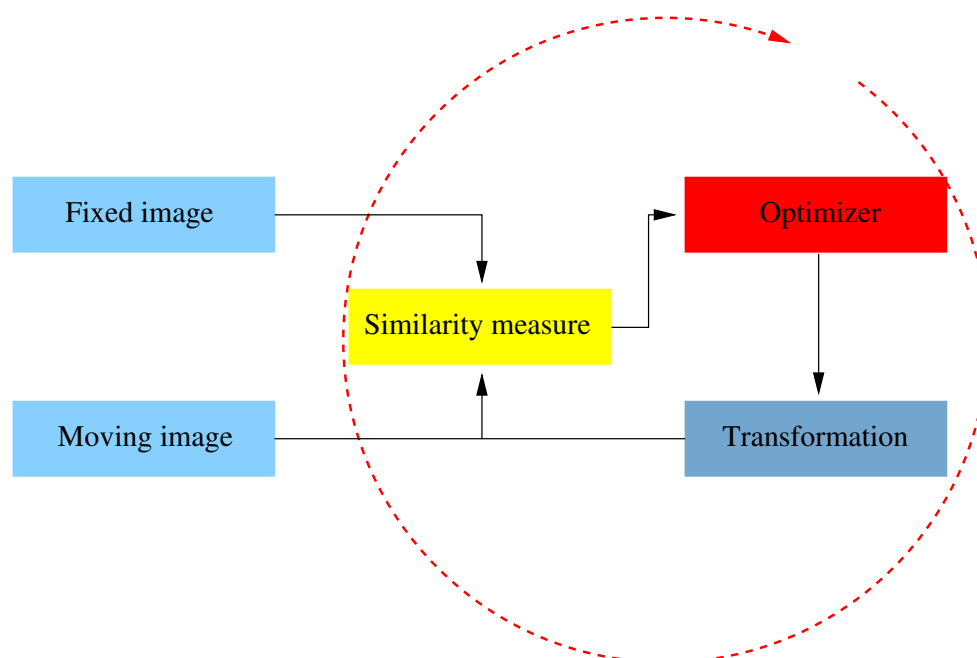 Fixed image
Optimizer
Similarity measure
Moving image
Transformation